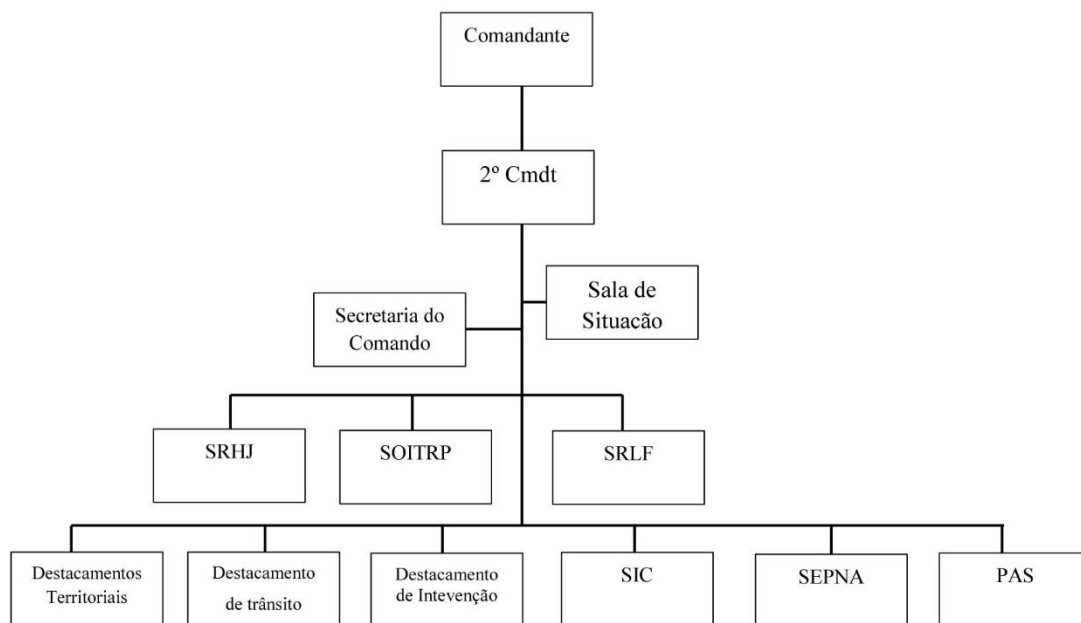 Comandante
2º Cmdt
Sala de
Situacão
Secretaria do
Comando
SRHJ
SOITRP
SRLF
Destacamentos
Territoriais
Destacamento
de trânsito
Destacamento
de Intevenção
SIC
SEPNA
PAS